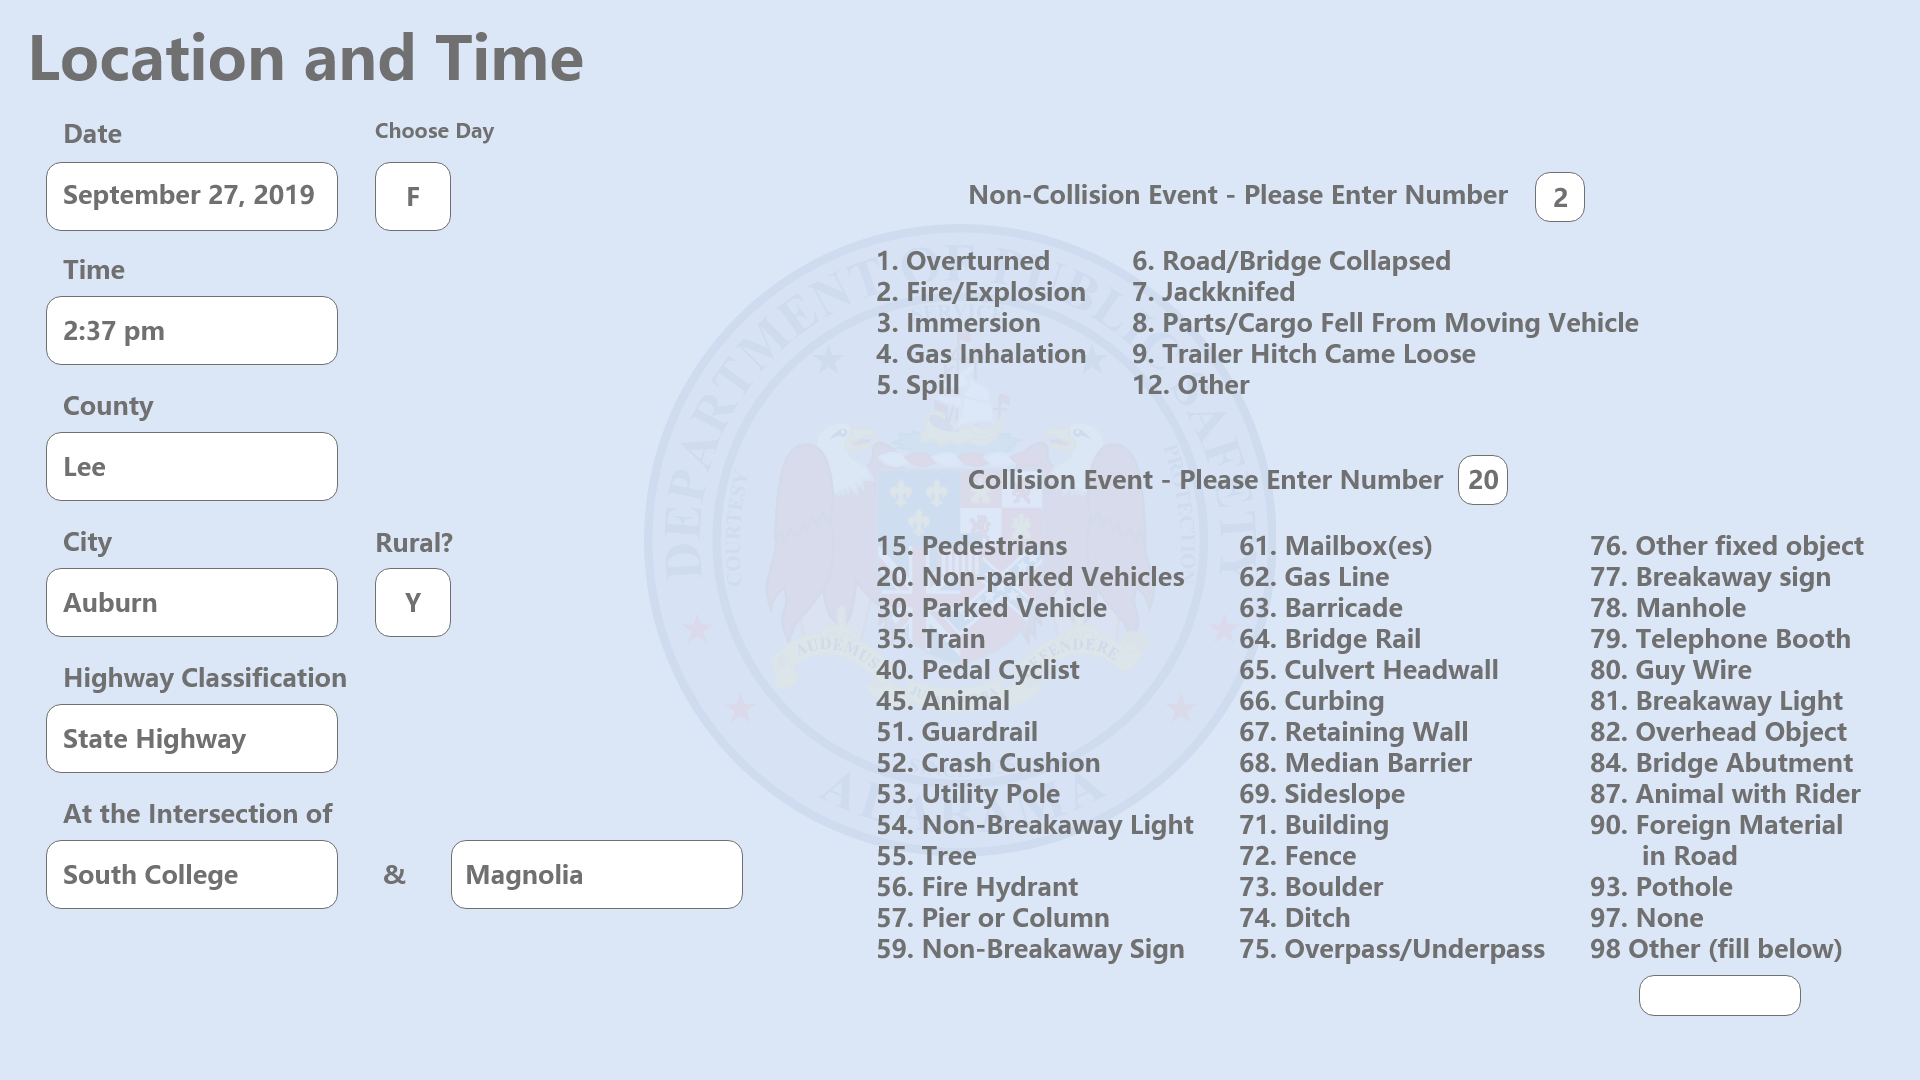 Location and Time
Date
Choose Day
September 27, 2019
F
Time
2:37 pm
County
Lee
City
Rural?
Auburn
Y
Highway Classification
State Highway
At the Intersection of
South College
&
Magnolia
Non-Collision Event - Please Enter Number
2
1. Overturned
2. Fire/Explosion
3. Immersion
4. Gas Inhalation
5. Spill
6. Road/Bridge Collapsed
7. Jackknifed
8. Parts/Cargo Fell From Moving Vehicle
9. Trailer Hitch Came Loose
12. Other
Collision Event - Please Enter Number
20
15. Pedestrians
20. Non-parked Vehicles
30. Parked Vehicle
35. Train
40. Pedal Cyclist
45. Animal
51. Guardrail
52. Crash Cushion
53. Utility Pole
54. Non-Breakaway Light
55. Tree
56. Fire Hydrant
57. Pier or Column
59. Non-Breakaway Sign
61. Mailbox(es)
62. Gas Line
63. Barricade
64. Bridge Rail
65. Culvert Headwall
66. Curbing
67. Retaining Wall
68. Median Barrier
69. Sideslope
71. Building
72. Fence
73. Boulder
74. Ditch
75. Overpass/Underpass
76. Other fixed object
77. Breakaway sign
78. Manhole
79. Telephone Booth
80. Guy Wire
81. Breakaway Light
82. Overhead Object
84. Bridge Abutment
87. Animal with Rider
90. Foreign Material
in Road
93. Pothole
97. None
98 Other (fill below)
DEPARTMENT OF PUBLIC SAFETY
SERVICE
COURTESY
PROTECTION
ALABAMA